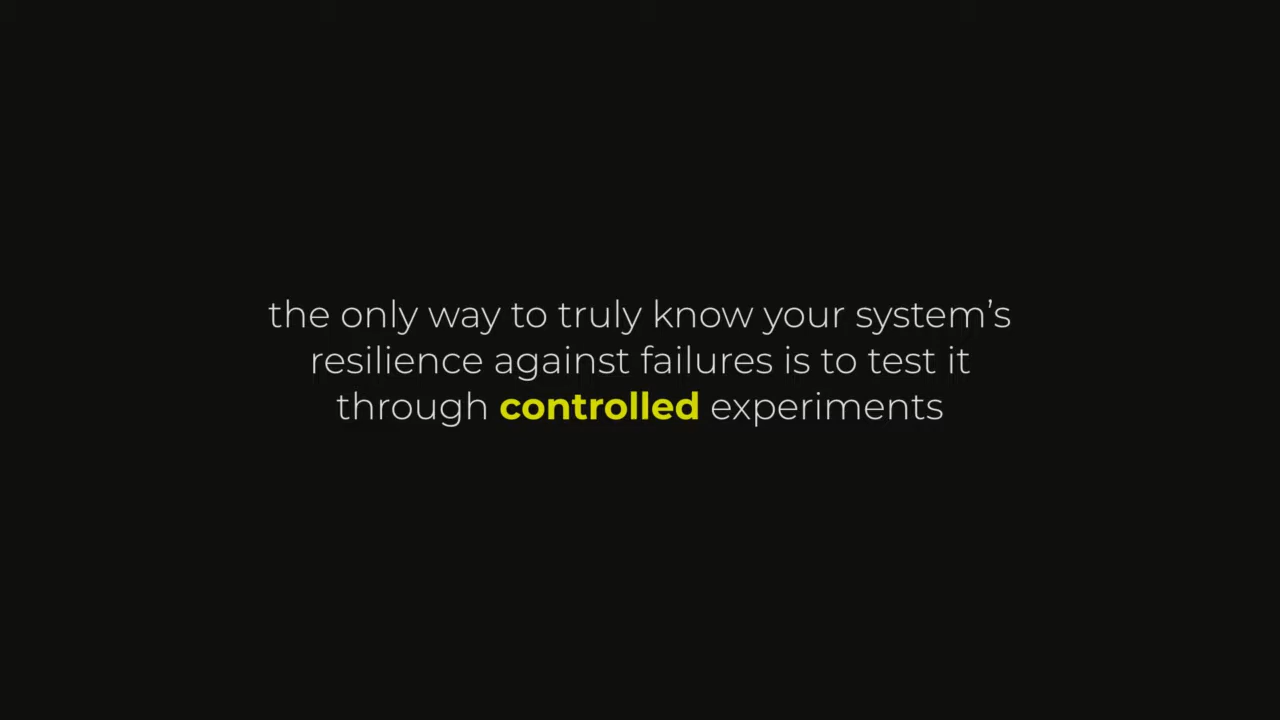 the only way to truly know your system’s
resilience against failures is to test it
through controlled experiments